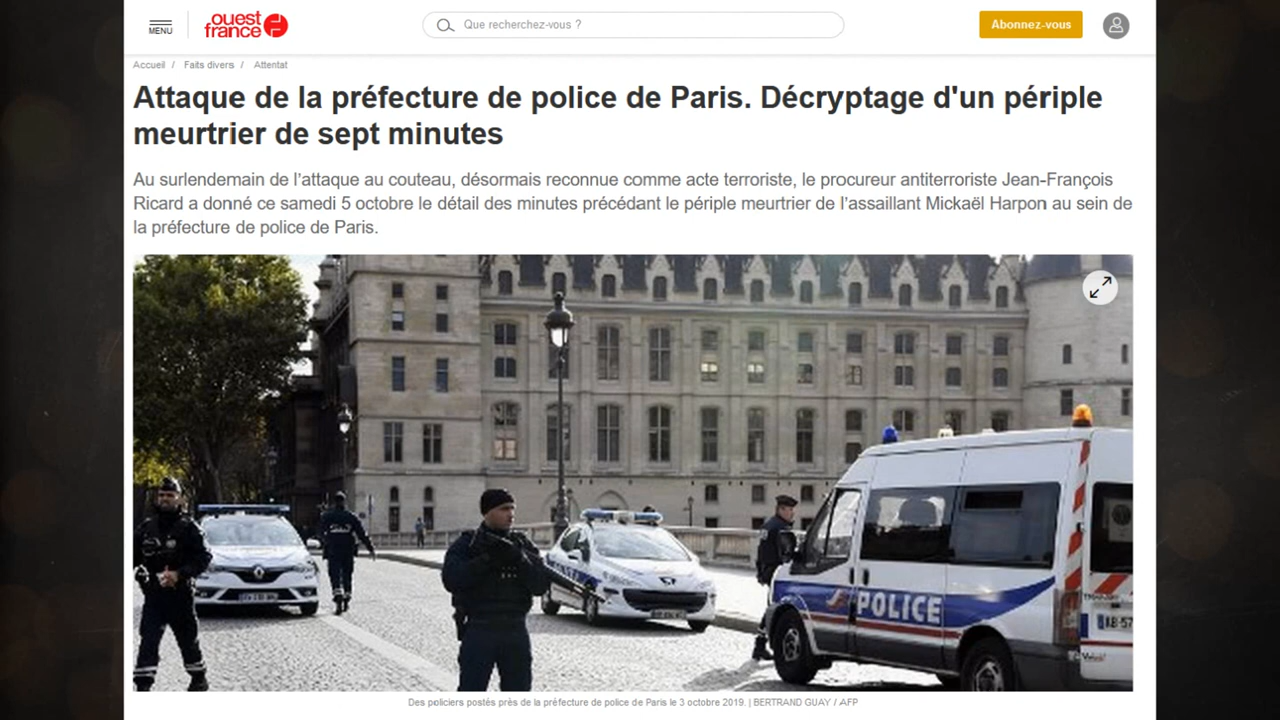 MENU
ouest
france
Que recherchez-vous ?
Abonnez-vous
Accueil / Faits divers / Attentat
Attaque de la préfecture de police de Paris. Décryptage d'un périple
meurtrier de sept minutes
Au surlendemain de l’attaque au couteau, désormais reconnue comme acte terroriste, le procureur antiterroriste Jean-François
Ricard a donné ce samedi 5 octobre le détail des minutes précédant le périple meurtrier de l’assaillant Mickaël Harpon au sein de
la préfecture de police de Paris.
POLICE
Des policiers postés près de la préfecture de police de Paris le 3 octobre 2019. | BERTRAND GUAY / AFP